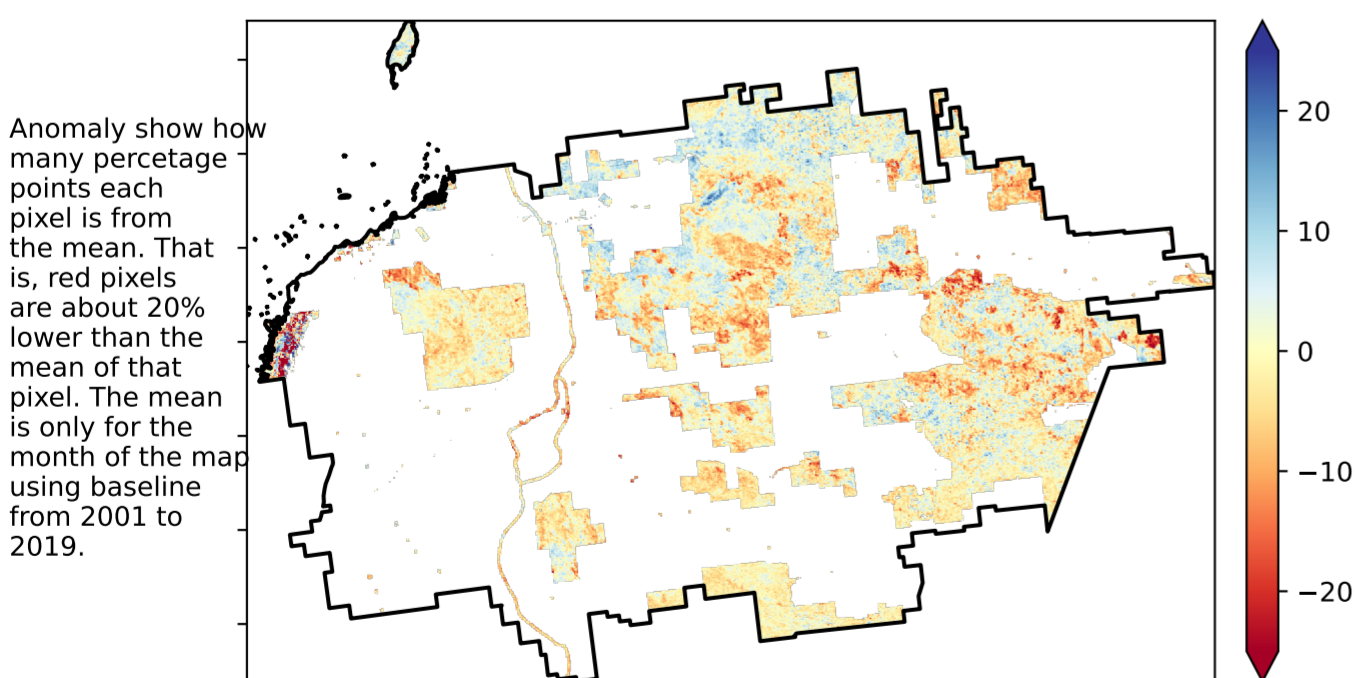 Anomaly show how
many percetage
points each
pixel is from
the mean. That
is, red pixels
are about 20%
lower than the
mean of that
pixel. The mean
is only for the
month of the map
using baseline
from 2001 to
2019.
20
10
0
−10
−20